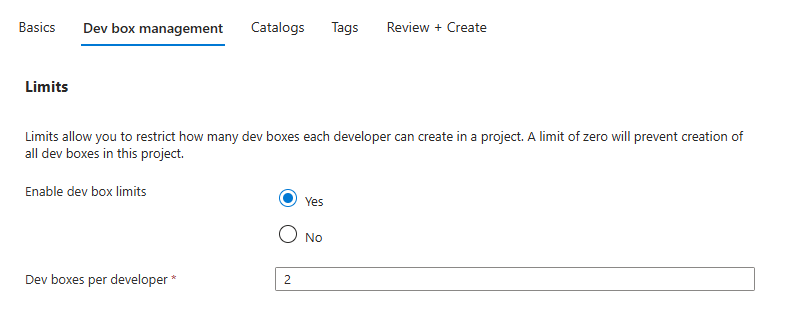 Basics Dev box management Catalogs Tags Review + Create
Limits
Limits allow you to restrict how many dev boxes each developer can create in a project. A limit of zero will prevent creation of
all dev boxes in this project.
Enable dev box limits
Yes
No
Dev boxes per developer * 2